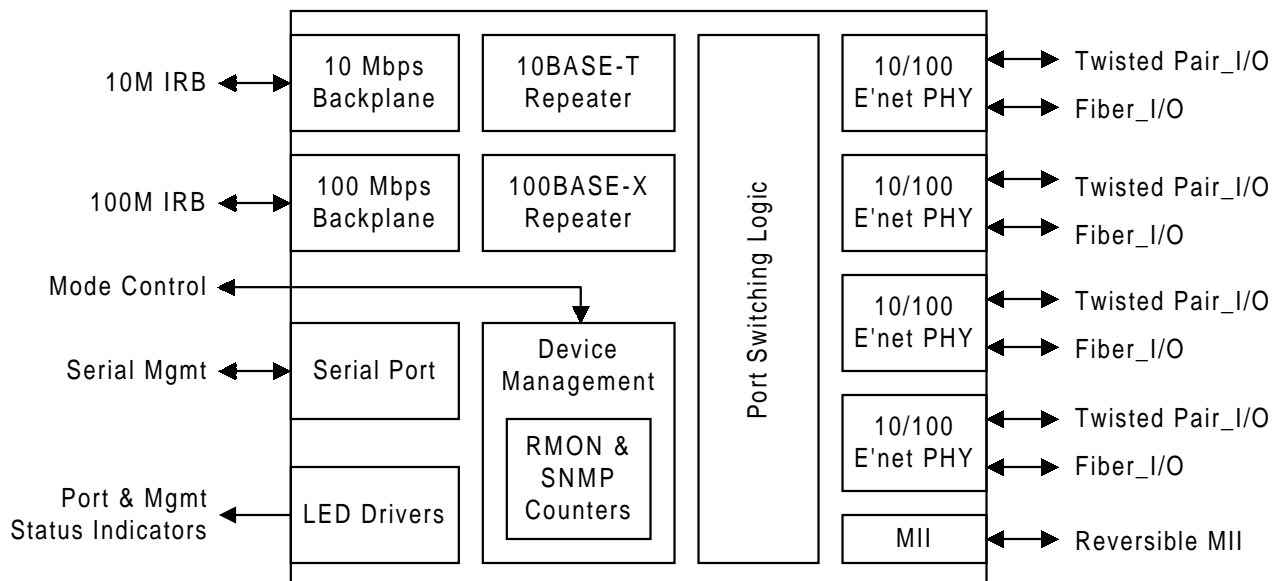 10M IRB
10 Mbps
Backplane
10BASE-T
Repeater
10/100
E'net PHY
Twisted Pair_I/O
Fiber_I/O
100M IRB
100 Mbps
Backplane
100BASE-X
Repeater
10/100
E'net PHY
Twisted Pair_I/O
Fiber_I/O
Port Switching Logic
Mode Control
10/100
E'net PHY
Twisted Pair_I/O
Fiber_I/O
Serial Mgmt
Serial Port
Device
Management
RMON &
SNMP
Counters
10/100
E'net PHY
Twisted Pair_I/O
Fiber_I/O
Port & Mgmt
Status Indicators
LED Drivers
MII
Reversible MII